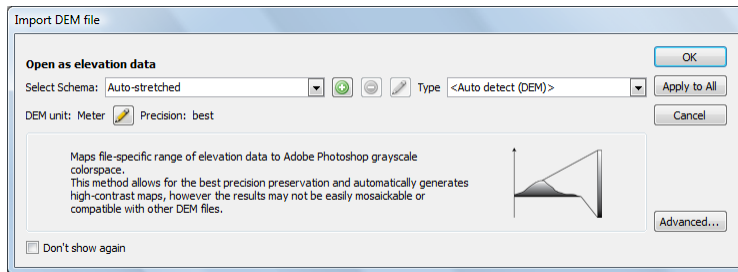 Import DEM file
Open as elevation data
OK
Select Schema: Auto-stretched Type <Auto detect (DEM)> Apply to All
DEM unit: Meter Precision: best Cancel
Maps file-specific range of elevation data to Adobe Photoshop grayscale
colorspace.
This method allows for the best precision preservation and automatically generates
high-contrast maps, however the results may not be easily mosaickable or
compatible with other DEM files.
Advanced...
Don't show again